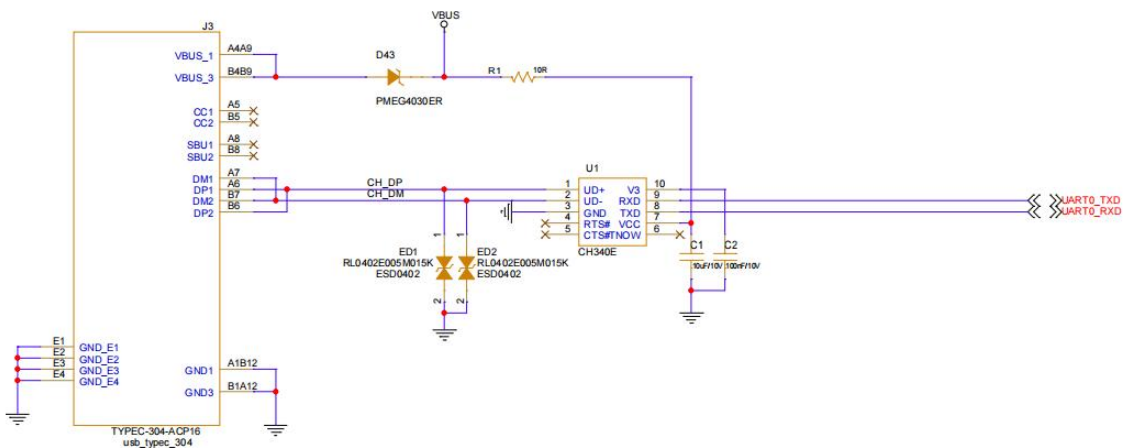 VBUS
J3
VBUS_1 A4A9
VBUS_3 B4B9
D43
PMEG4030ER
R1 10R
CC1 A5
CC2 B5
SBU1 A8
SBU2 B8
DM1 A7
DP1 A6
DM2 B7
DP2 B6
CH_DP
CH_DM
U1
1 UD+ V3 10
2 UD- RXD 9
3 GND TXD 8
4 RTS# VCC 7
5 CTS#TNOW 6
CH340E
UART0_TXD
UART0_RXD
C1
10uF/10V
C2
100nF/10V
1 1
ED1
RL0402E005M015K
ESD0402
ED2
RL0402E005M015K
ESD0402
2 2
E1 GND_E1
E2 GND_E2
E3 GND_E3
E4 GND_E4
GND1 A1B12
GND3 B1A12
TYPEC-304-ACP16
usb_typec_304